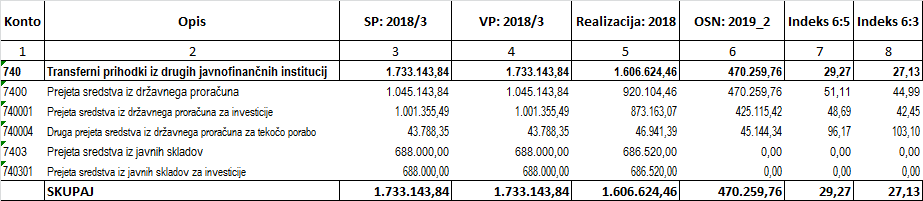 Konto Opis SP: 2018/3 VP: 2018/3 Realizacija: 2018 OSN: 2019_2 Indeks 6:5 Indeks 6:3
1 2 3 4 5 6 7 8
740 Transferni prihodki iz drugih javnofinančnih institucij 1.733.143,84 1.733.143,84 1.606.624,46 470.259,76 29,27 27,13
7400 Prejeta sredstva iz državnega proračuna 1.045.143,84 1.045.143,84 920.104,46 470.259,76 51,11 44,99
740001 Prejeta sredstva iz državnega proračuna za investicije 1.001.355,49 1.001.355,49 873.163,07 425.115,42 48,69 42,45
740004 Druga prejeta sredstva iz državnega proračuna za tekočo porabo 43.788,35 43.788,35 46.941,39 45.144,34 96,17 103,10
7403 Prejeta sredstva iz javnih skladov 688.000,00 688.000,00 686.520,00 0,00 0,00 0,00
740301 Prejeta sredstva iz javnih skladov za investicije 688.000,00 688.000,00 686.520,00 0,00 0,00 0,00
SKUPAJ 1.733.143,84 1.733.143,84 1.606.624,46 470.259,76 29,27 27,13